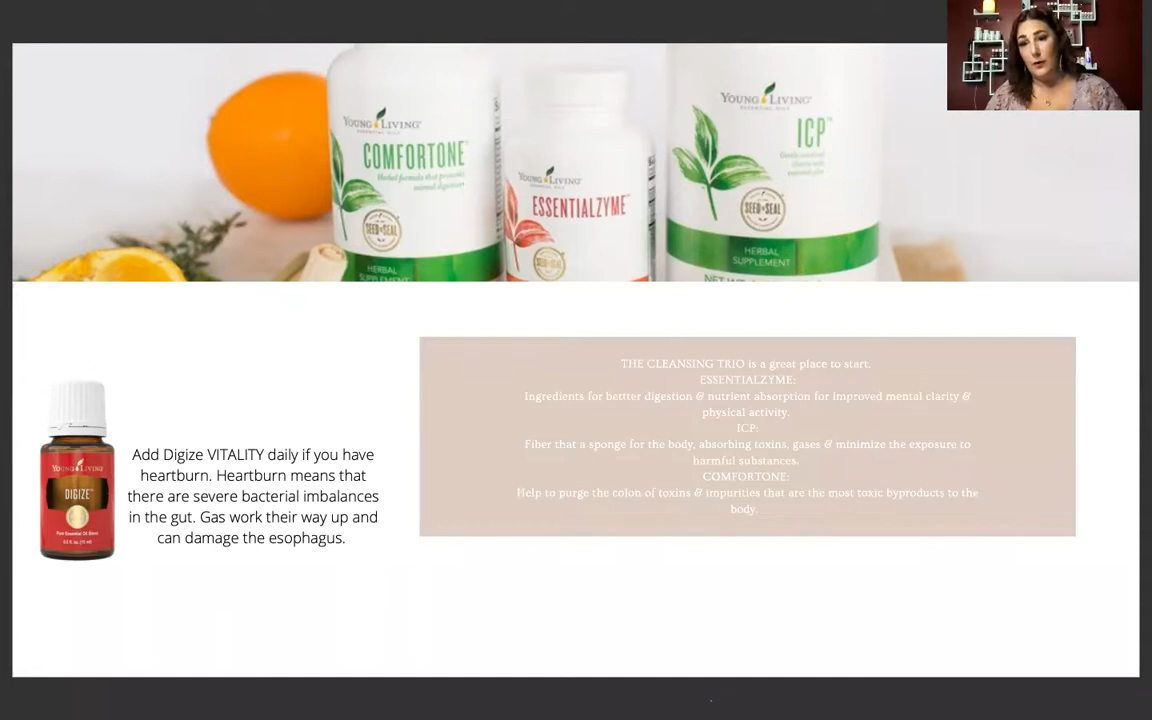 YOUNG LIVING
ESSENTIAL OILS
COMFORTONE
Herbal formula that promotes
normal digestion*
SEED TO SEAL
HERBAL
SUPPLEMENT
YOUNG LIVING
ESSENTIALZYME
YOUNG LIVING
ESSENTIAL OILS
ICP
SEED TO SEAL
HERBAL
SUPPLEMENT
YOUNG LIVING
DIGIZE
Add Digize VITALITY daily if you have
heartburn. Heartburn means that
there are severe bacterial imbalances
in the gut. Gas work their way up and
can damage the esophagus.
THE CLEANSING TRIO is a great place to start.
ESSENTIALZYME:
Ingredients for bettter digestion & nutrient absorption for improved mental clarity &
physical activity.
ICP:
Fiber that a sponge for the body, absorbing toxins, gases & minimize the exposure to
harmful substances.
COMFORTONE:
Help to purge the colon of toxins & impurities that are the most toxic byproducts to the
body.